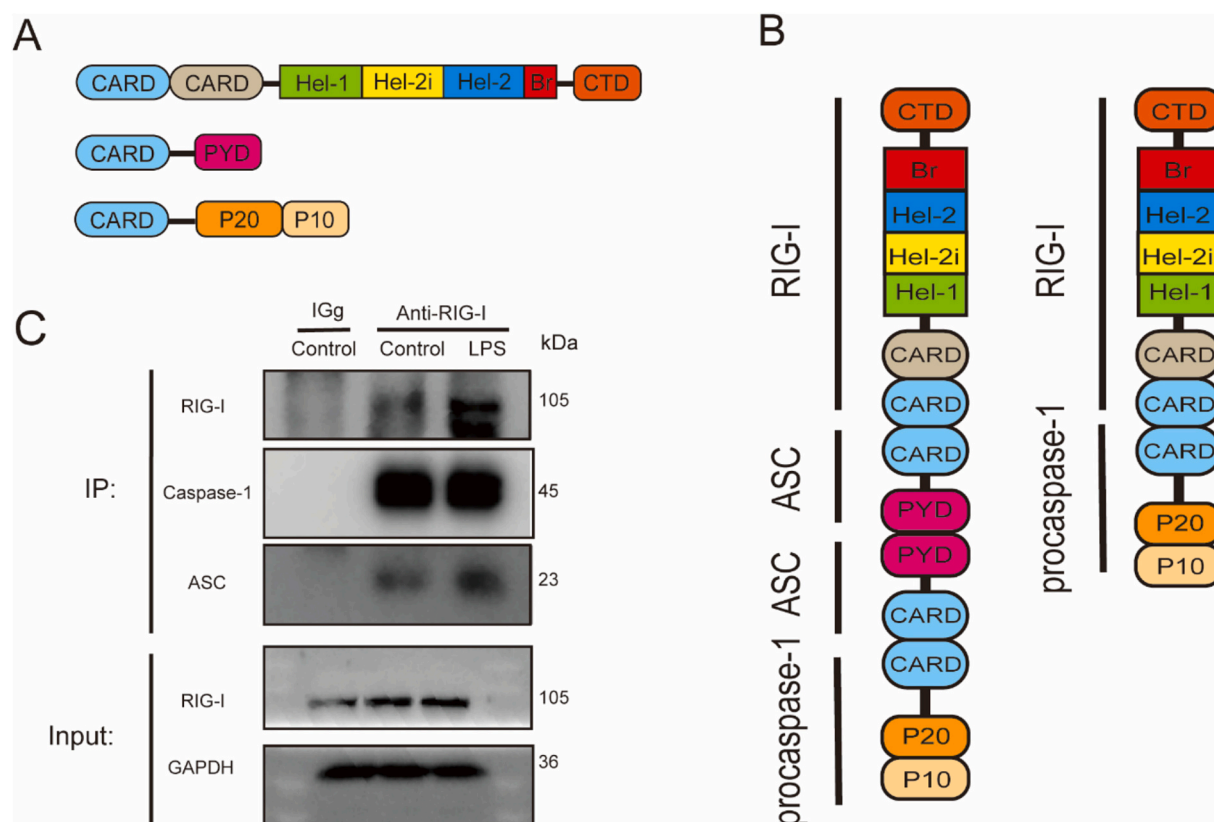 A
CARD CARD Hel-1 Hel-2i Hel-2 Br CTD
CARD PYD
CARD P20 P10
B
RIG-I
ASC
ASC
procaspase-1
CTD
Br
Hel-2
Hel-2i
Hel-1
CARD
CARD
CARD
PYD
PYD
CARD
CARD
P20
P10
RIG-I
procaspase-1
CTD
Br
Hel-2
Hel-2i
Hel-1
CARD
CARD
CARD
P20
P10
C
IGg Anti-RIG-I
Control Control LPS kDa
IP:
RIG-I 105
Caspase-1 45
ASC 23
Input:
RIG-I 105
GAPDH 36